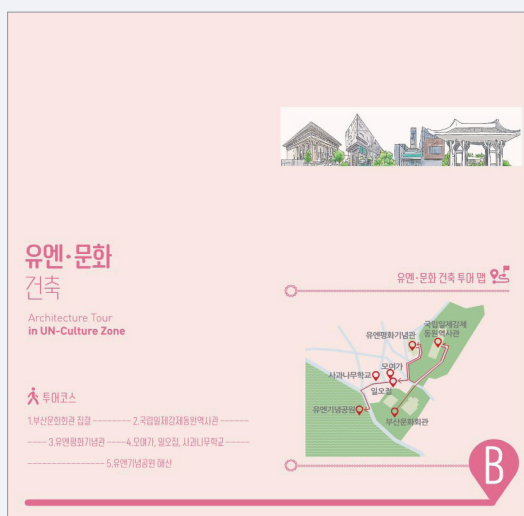 유엔·문화
건축
Architecture Tour
in UN-Culture Zone
투어코스
1.부산문화회관 집결 -------- 2.국립일제강제동원역사관 -------
---- 3.유엔평화기념관 ---- 4.모여가, 일오집, 사과나무학교 ------
---------------- 5.유엔기념공원 해산
유엔·문화 건축 투어 맵
국립일제강제
동원역사관
유엔평화기념관
모여가
사과나무학교
일오집
유엔기념공원
부산문화회관
B